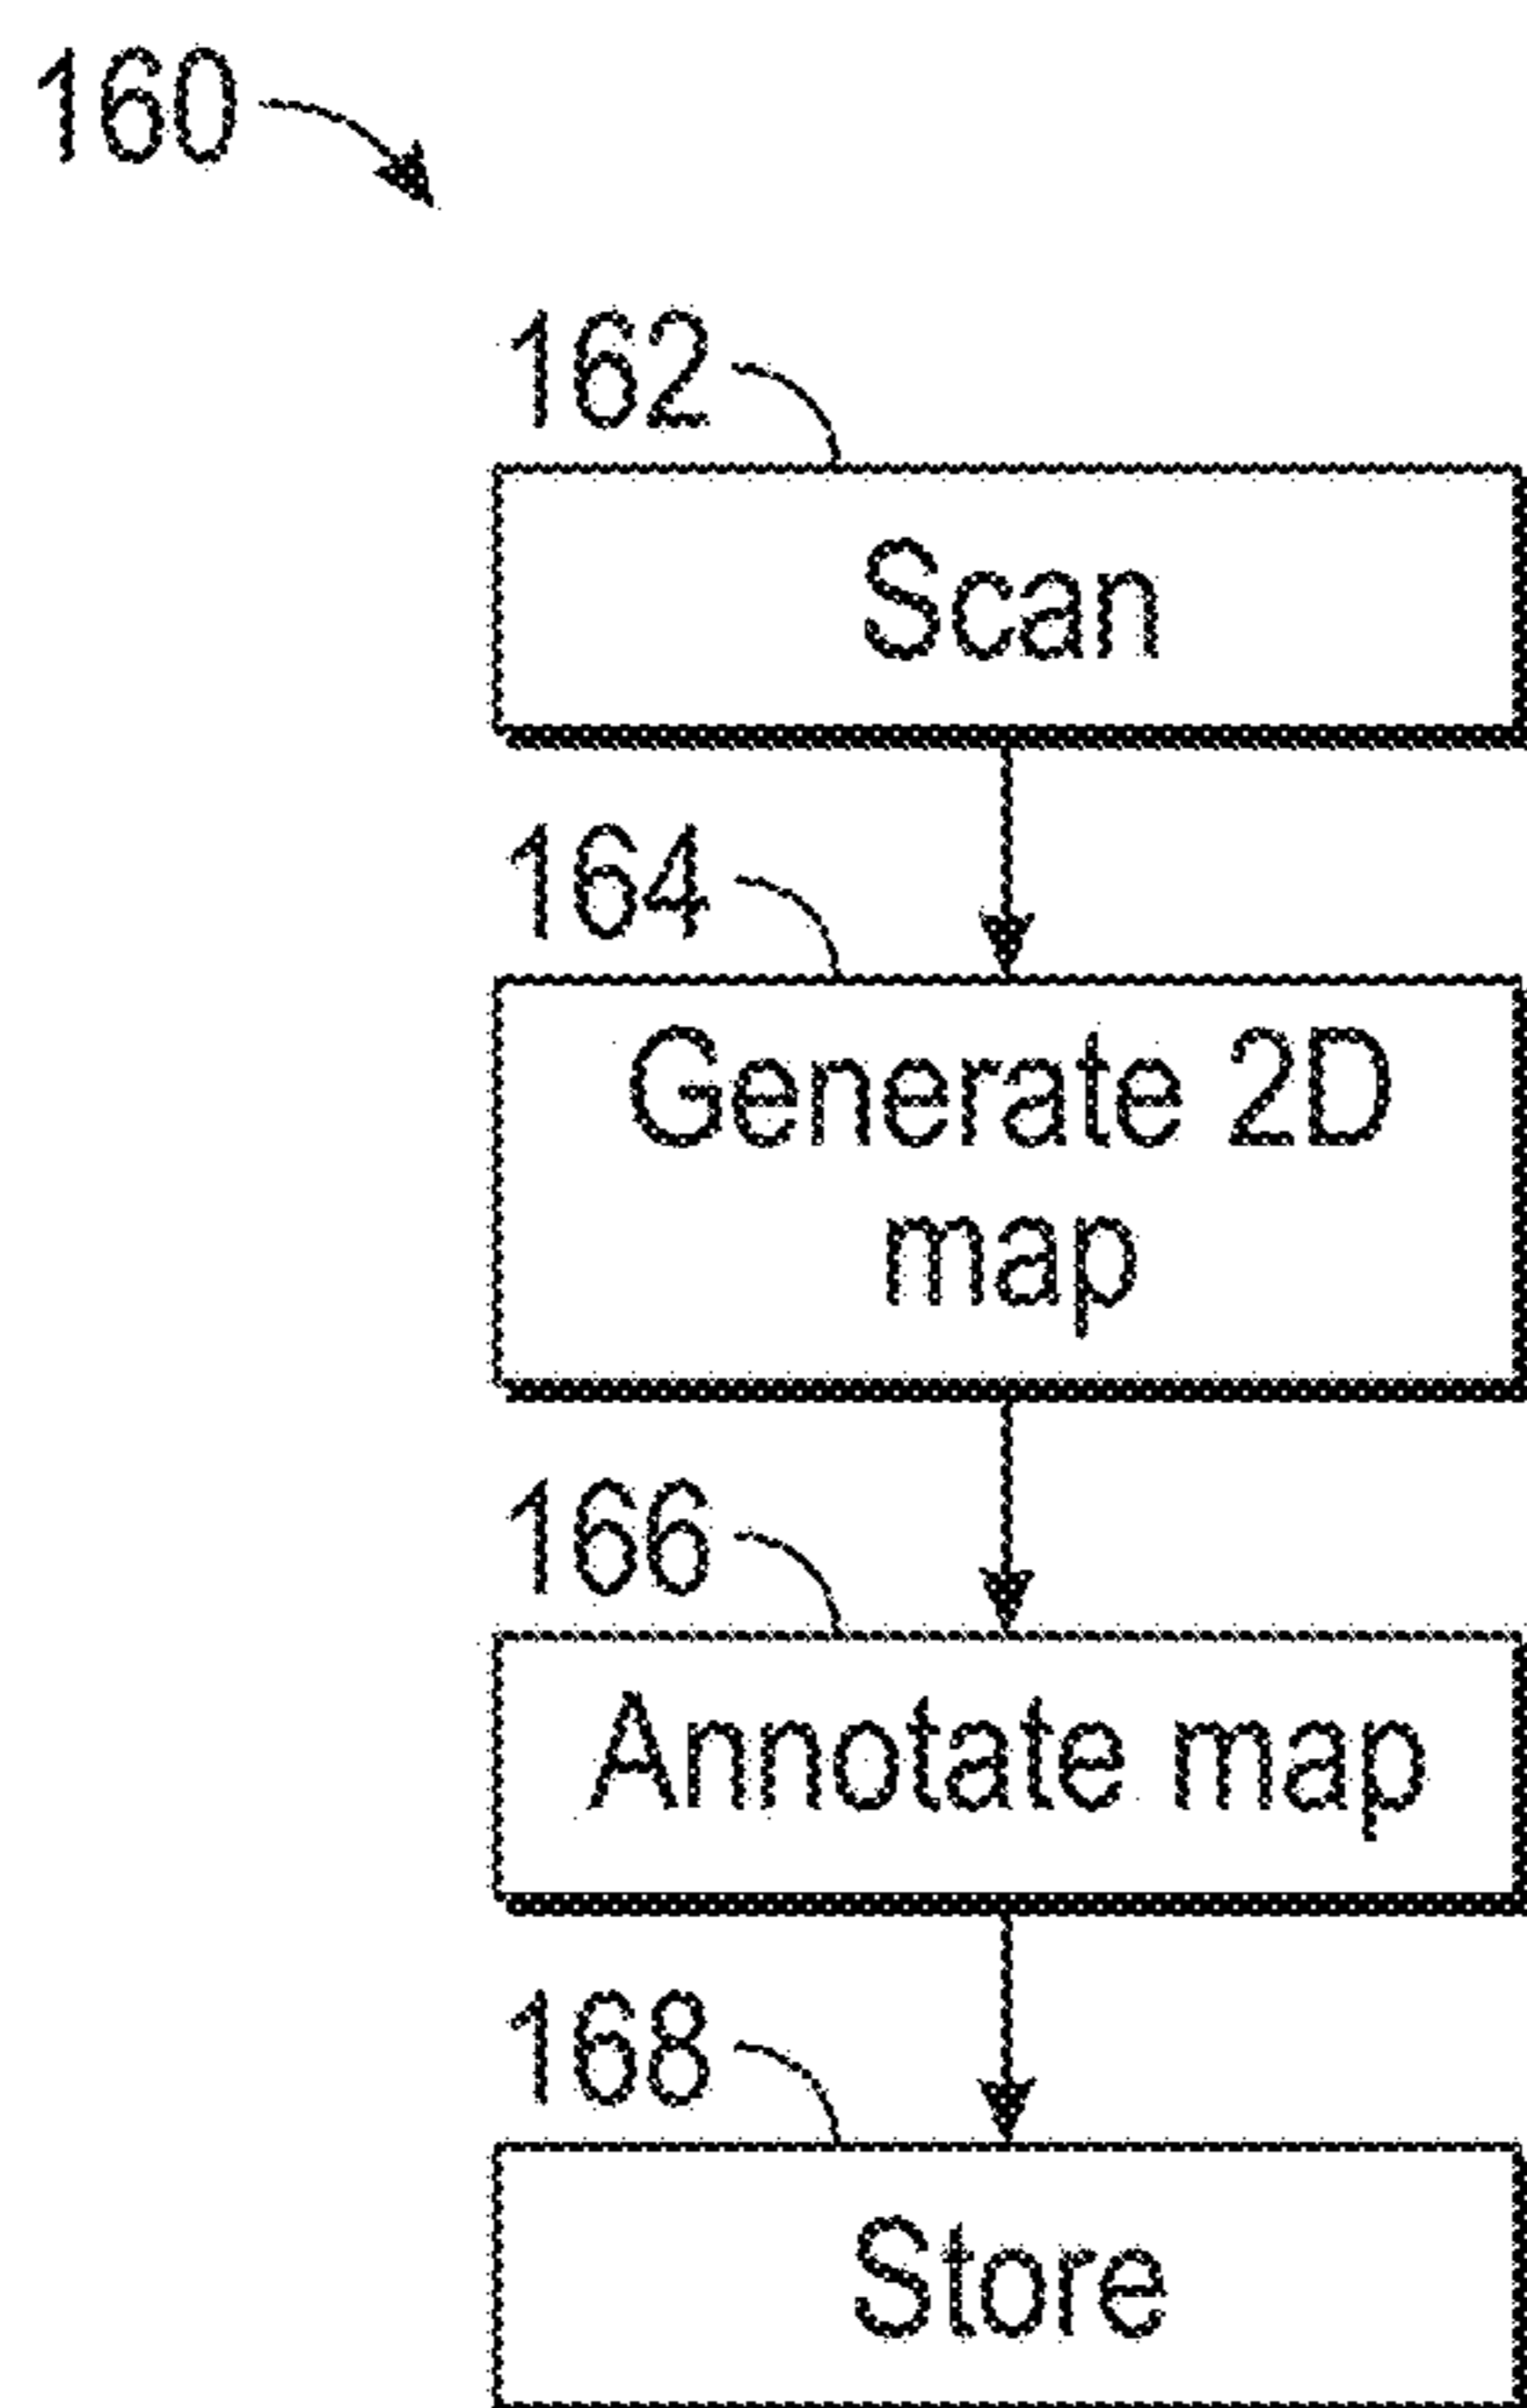 160
162
Scan
164
Generate 2D
map
166
Annotate map
168
Store